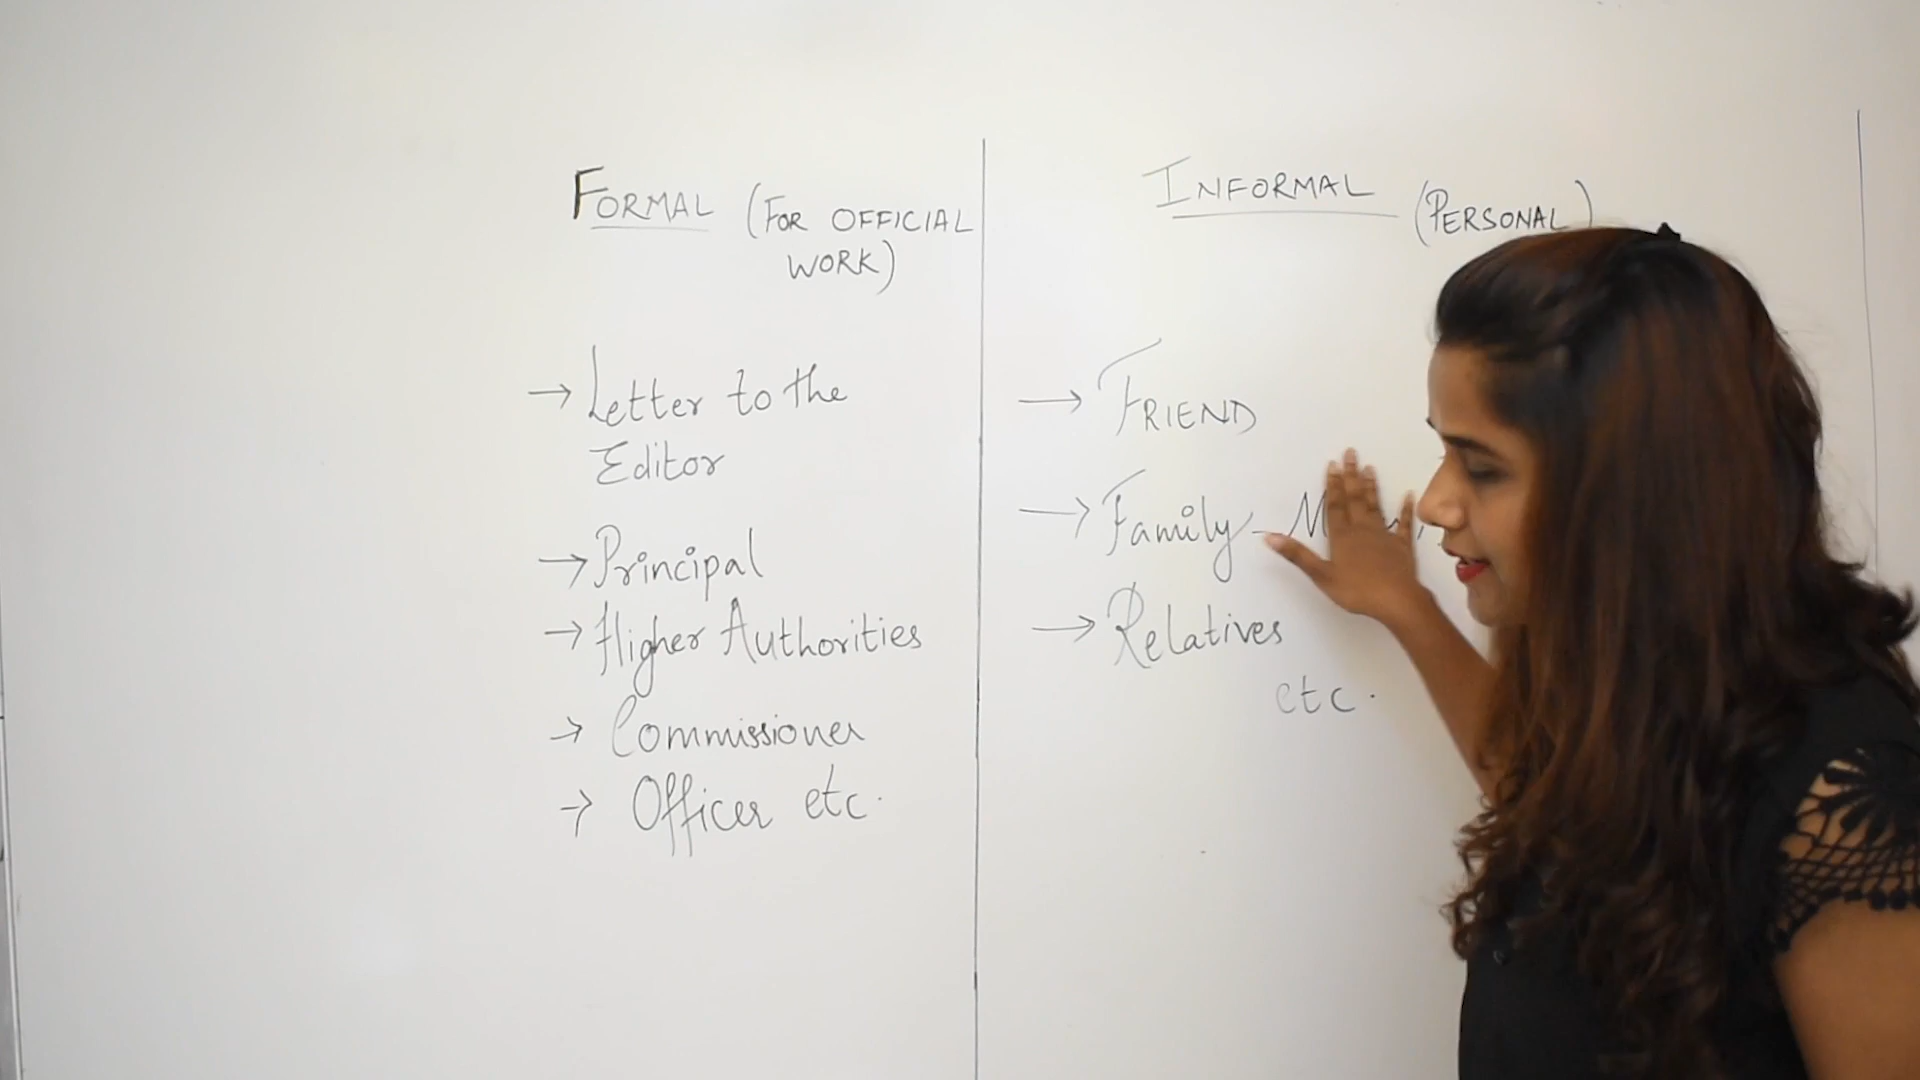 FORMAL (FOR OFFICIAL
WORK)
→ Letter to the
Editor
→ Principal
→ Higher Authorities
→ Commissioner
→ Officer etc.
INFORMAL (PERSONAL)
→ FRIEND
→ Family
→ Relatives
etc.